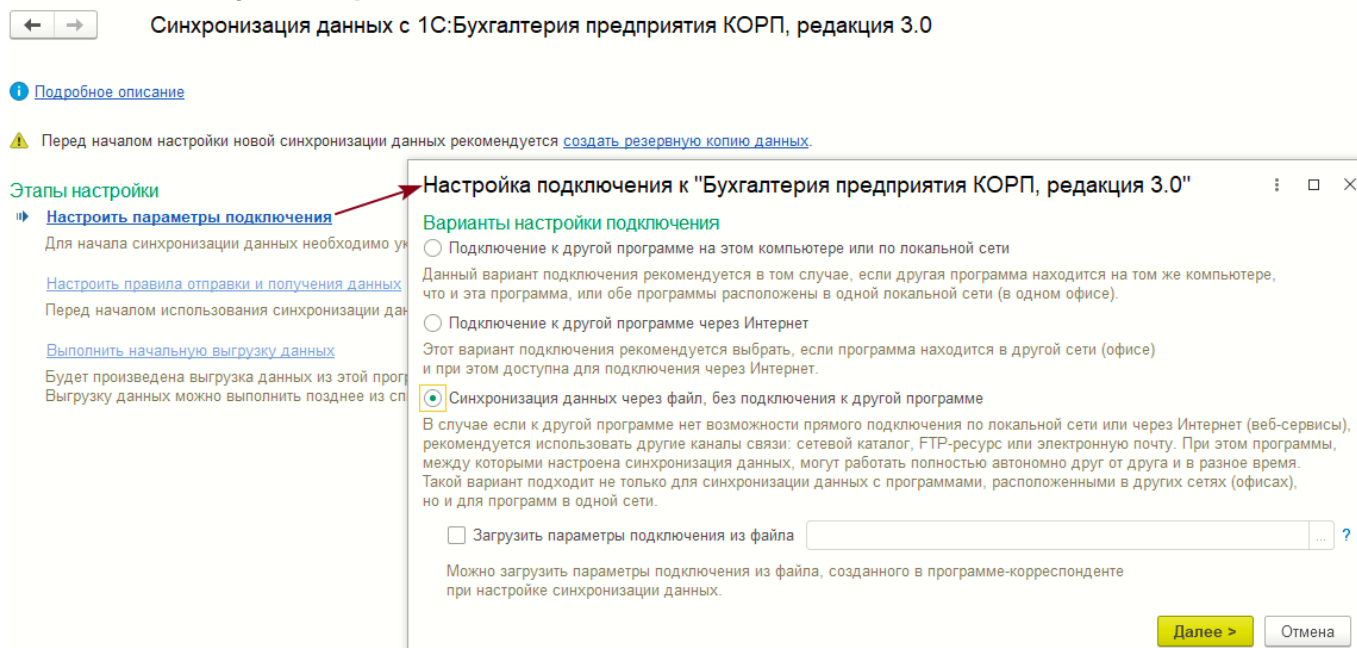 Синхронизация данных с 1С:Бухгалтерия предприятия КОРП, редакция 3.0
Подробное описание
Перед началом настройки новой синхронизации данных рекомендуется создать резервную копию данных.
Этапы настройки
Настроить параметры подключения
Для начала синхронизации данных необходимо
Настроить правила отправки и получения данных
Перед началом использования синхронизации
Выполнить начальную выгрузку данных
Будет произведена выгрузка данных из этой
Выгрузку данных можно выполнить позднее из
Настройка подключения к "Бухгалтерия предприятия КОРП, редакция 3.0"
Варианты настройки подключения
Подключение к другой программе на этом компьютере или по локальной сети
Данный вариант подключения рекомендуется в том случае, если другая программа находится на том же компьютере,
что и эта программа, или обе программы расположены в одной локальной сети (в одном офисе).
Подключение к другой программе через Интернет
Этот вариант подключения рекомендуется выбрать, если программа находится в другой сети (офисе)
и при этом доступна для подключения через Интернет.
Синхронизация данных через файл, без подключения к другой программе
В случае если к другой программе нет возможности прямого подключения по локальной сети или через Интернет (веб-сервисы),
рекомендуется использовать другие каналы связи: сетевой каталог, FTP-ресурс или электронную почту. При этом программы,
между которыми настроена синхронизация данных, могут работать полностью автономно друг от друга и в разное время.
Такой вариант подходит не только для синхронизации данных с программами, расположенными в других сетях (офисах),
но и для программ в одной сети.
Загрузить параметры подключения из файла ... ?
Можно загрузить параметры подключения из файла, созданного в программе-корреспонденте
при настройке синхронизации данных.
Далее > Отмена